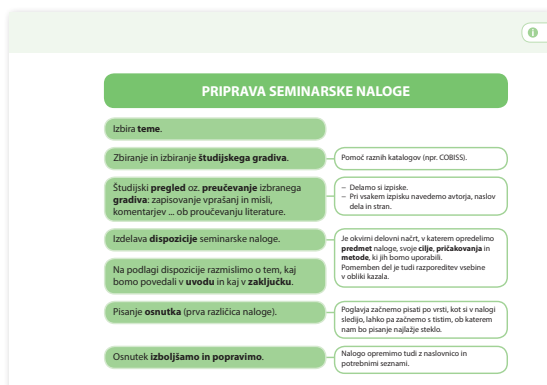 PRIPRAVA SEMINARSKE NALOGE
Izbira teme.
Zbiranje in izbiranje študijskega gradiva.
Pomoč raznih katalogov (npr. COBISS).
Študijski pregled oz. preučevanje izbranega
gradiva: zapisovanje vprašanj in misli,
komentarjev ... ob proučevanju literature.
– Delamo si izpiske.
– Pri vsakem izpisku navedemo avtorja, naslov
dela in stran.
Izdelava dispozicije seminarske naloge.
Je okvirni delovni načrt, v katerem opredelimo
predmet naloge, svoje cilje, pričakovanja in
metode, ki jih bomo uporabili.
Pomemben del je tudi razporeditev vsebine
v obliki kazala.
Na podlagi dispozicije razmislimo o tem, kaj
bomo povedali v uvodu in kaj v zaključku.
Pisanje osnutka (prva različica naloge).
Poglavja začnemo pisati po vrsti, kot si v nalogi
sledijo, lahko pa začnemo s tistim, ob katerem
nam bo pisanje najlažje steklo.
Osnutek izboljšamo in popravimo.
Nalogo opremimo tudi z naslovnico in
potrebnimi seznami.